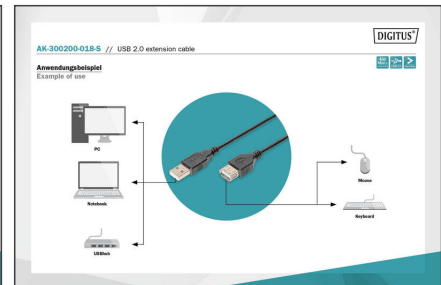 DIGITUS®
AK-300200-018-S // USB 2.0 extension cable
Anwendungsbeispiel
Example of use
PC
Notebook
USBhub
Mouse
Keyboard